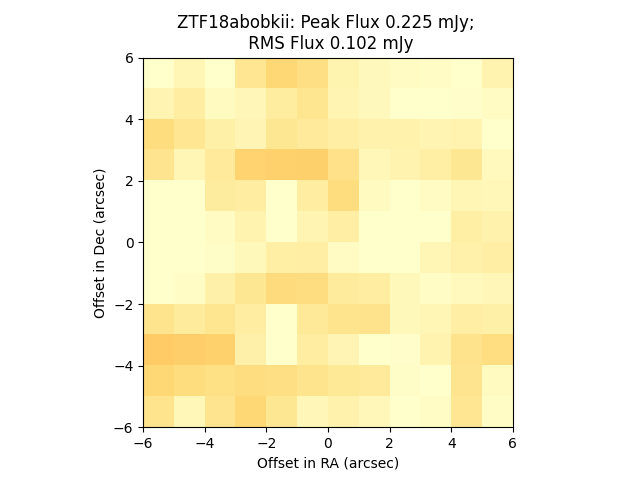 ZTF18abobkii: Peak Flux 0.225 mJy;
RMS Flux 0.102 mJy
6
4
2
0
−2
−4
−6
Offset in Dec (arcsec)
−6 −4 −2 0 2 4 6
Offset in RA (arcsec)